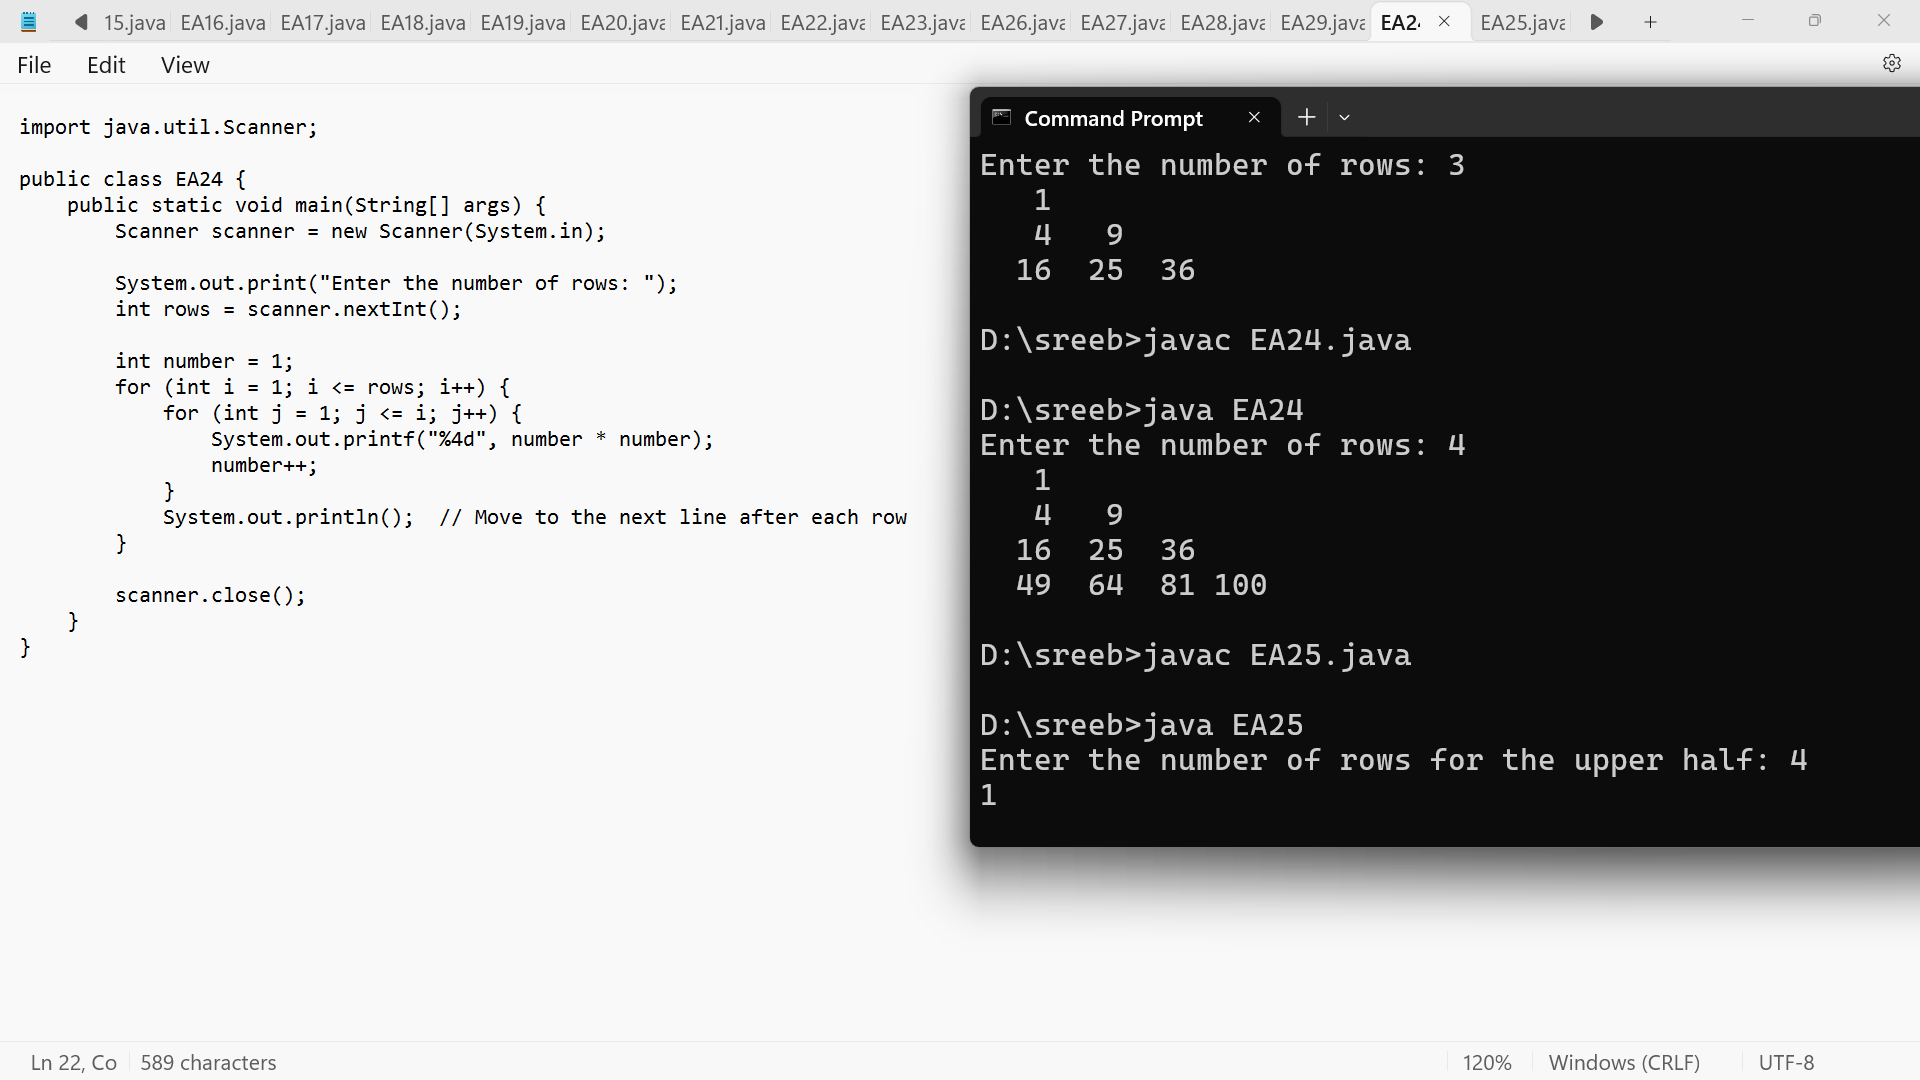 15.java EA16.java EA17.java EA18.java EA19.java EA20.java EA21.java EA22.java EA23.java EA26.java EA27.java EA28.java EA29.java EA24 EA25.java
File Edit View
import java.util.Scanner;
public class EA24 {
    public static void main(String[] args) {
        Scanner scanner = new Scanner(System.in);
        System.out.print("Enter the number of rows: ");
        int rows = scanner.nextInt();
        int number = 1;
        for (int i = 1; i <= rows; i++) {
            for (int j = 1; j <= i; j++) {
                System.out.printf("%4d", number * number);
                number++;
            }
            System.out.println();  // Move to the next line after each row
        }
        scanner.close();
    }
}
Command Prompt
Enter the number of rows: 3
   1
   4   9
  16  25  36
D:\sreeb>javac EA24.java
D:\sreeb>java EA24
Enter the number of rows: 4
   1
   4   9
  16  25  36
  49  64  81 100
D:\sreeb>javac EA25.java
D:\sreeb>java EA25
Enter the number of rows for the upper half: 4
1
Ln 22, Co 589 characters 120% Windows (CRLF) UTF-8